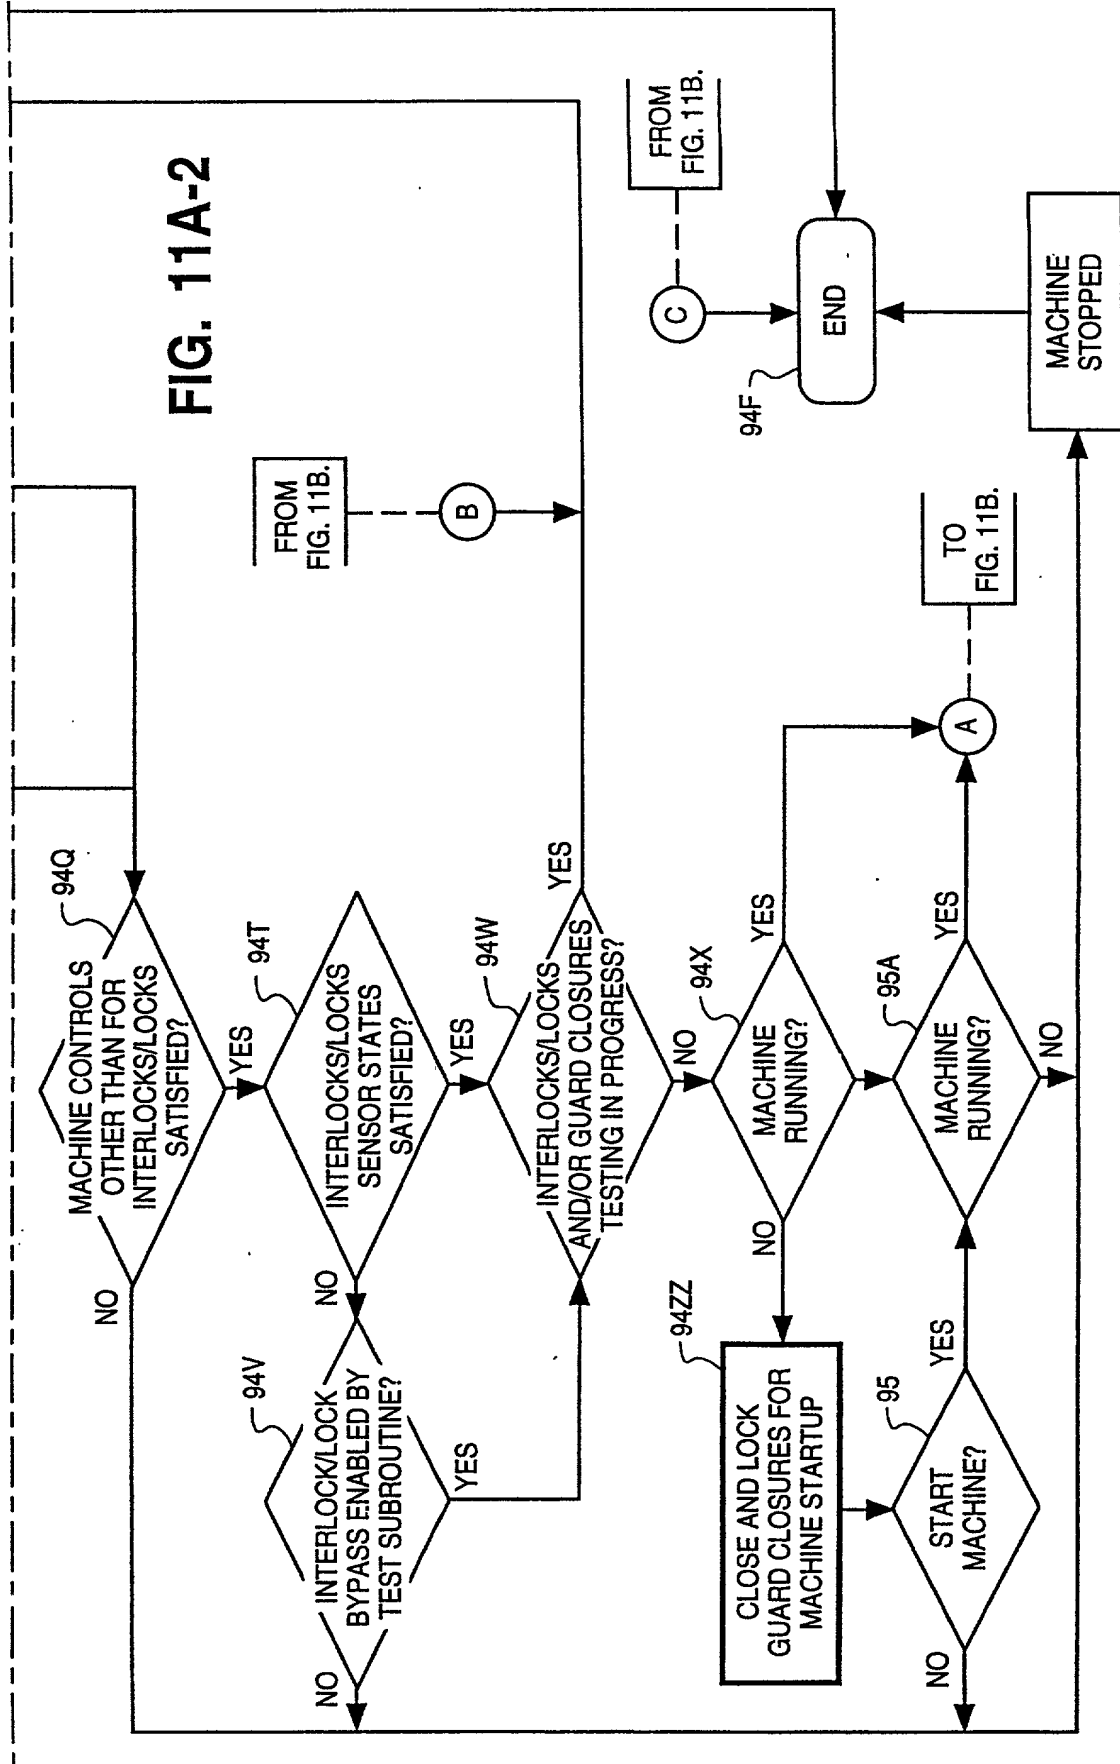 FIG. 11A-2
94Q
MACHINE CONTROLS
OTHER THAN FOR
INTERLOCKS/LOCKS
SATISFIED?
NO
YES
94T
INTERLOCKS/LOCKS
SENSOR STATES
SATISFIED?
NO
YES
94V
INTERLOCK/LOCK
BYPASS ENABLED BY
TEST SUBROUTINE?
NO
YES
FROM
FIG. 11B.
B
94W
INTERLOCKS/LOCKS
AND/OR GUARD CLOSURES
TESTING IN PROGRESS?
YES
NO
94X
MACHINE
RUNNING?
YES
NO
94ZZ
CLOSE AND LOCK
GUARD CLOSURES FOR
MACHINE STARTUP
95
START
MACHINE?
YES
NO
95A
MACHINE
RUNNING?
YES
NO
A
TO
FIG. 11B.
FROM
FIG. 11B.
C
94F
END
MACHINE
STOPPED